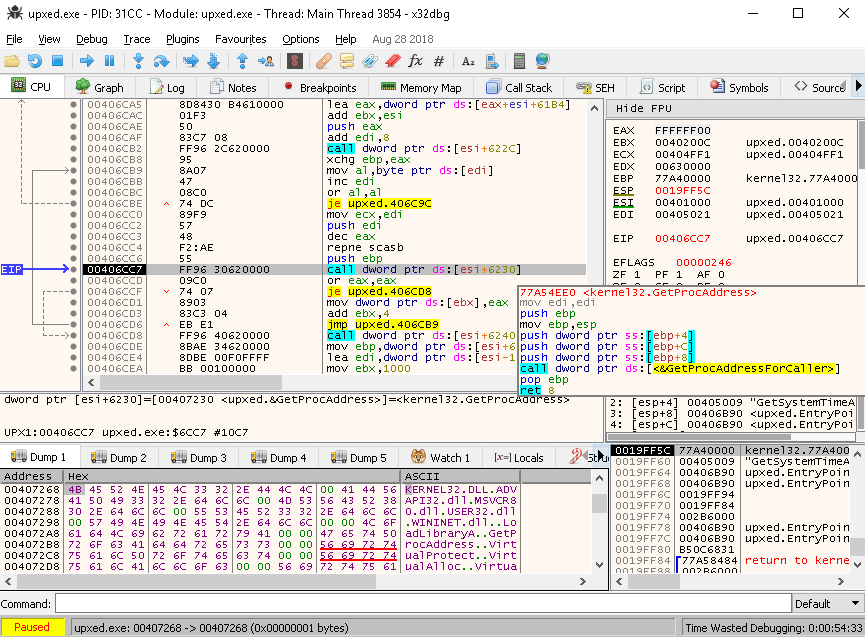 upxed.exe - PID: 31CC - Module: upxed.exe - Thread: Main Thread 3854 - x32dbg
File View Debug Trace Plugins Favourites Options Help Aug 28 2018
CPU Graph Log Notes Breakpoints Memory Map Call Stack SEH Script Symbols Source
00406CA5 8D8430 B4610000 lea eax,dword ptr ds:[eax+esi+61B4]
00406CAC 01F3 add ebx,esi
00406CAE 50 push eax
00406CAF 83C7 08 add edi,8
00406CB2 FF96 2C620000 call dword ptr ds:[esi+622C]
00406CB8 95 xchg ebp,eax
00406CB9 8A07 mov al,byte ptr ds:[edi]
00406CBB 47 inc edi
00406CBC 08C0 or al,al
00406CBE 74 DC je upxed.406C9C
00406CC0 89F9 mov ecx,edi
00406CC2 57 push edi
00406CC3 48 dec eax
00406CC4 F2:AE repne scasb
00406CC6 55 push ebp
EIP 00406CC7 FF96 30620000 call dword ptr ds:[esi+6230]
00406CCD 09C0 or eax,eax
00406CCF 74 07 je upxed.406CD8
00406CD1 8903 mov dword ptr ds:[ebx],eax
00406CD3 83C3 04 add ebx,4
00406CD6 EB E1 jmp upxed.406CB9
00406CD8 FF96 40620000 call dword ptr ds:[esi+6240
00406CDE 8BAE 34620000 mov ebp,dword ptr ds:[esi+6
00406CE4 8DBE 00F0FFFF lea edi,dword ptr ds:[esi-1
00406CEA BB 00100000 mov ebx,1000
Hide FPU
EAX FFFFFF00
EBX 0040200C upxed.0040200C
ECX 00404FF1 upxed.00404FF1
EDX 00630000
EBP 77A40000 kernel32.77A4000
ESP 0019FF5C
ESI 00401000 upxed.00401000
EDI 00405021 upxed.00405021
EIP 00406CC7 upxed.00406CC7
EFLAGS 00000246
ZF 1 PF 1 AF 0
77A54EE0 <kernel32.GetProcAddress>
mov edi,edi
push ebp
mov ebp,esp
push dword ptr ss:[ebp+4]
push dword ptr ss:[ebp+C]
push dword ptr ss:[ebp+8]
call dword ptr ds:[<&GetProcAddressForCaller>]
pop ebp
ret 8
dword ptr [esi+6230]=[00407230 <upxed.&GetProcAddress>]=<kernel32.GetProcAddress>
UPX1:00406CC7 upxed.exe:$6CC7 #10C7
2: [esp+4] 00405009 "GetSystemTimeA
3: [esp+8] 00406B90 <upxed.EntryPoi
4: [esp+C] 00406B90 <upxed.EntryPoi
Dump 1 Dump 2 Dump 3 Dump 4 Dump 5 Watch 1 Locals
Address Hex ASCII
00407268 4B 45 52 4E 45 4C 33 32 2E 44 4C 4C 00 41 44 56 KERNEL32.DLL.ADV
00407278 41 50 49 33 32 2E 64 6C 6C 00 4D 53 56 43 52 38 API32.dll.MSVCR8
00407288 30 2E 64 6C 6C 00 55 53 45 52 33 32 2E 64 6C 6C 0.dll.USER32.dll
00407298 00 57 49 4E 49 4E 45 54 2E 64 6C 6C 00 00 4C 6F .WININET.dll..Lo
004072A8 61 64 4C 69 62 72 61 72 79 41 00 00 47 65 74 50 adLibraryA..GetP
004072B8 72 6F 63 41 64 64 72 65 73 73 00 00 56 69 72 74 rocAddress..Virt
004072C8 75 61 6C 50 72 6F 74 65 63 74 00 00 56 69 72 74 ualProtect..Virt
004072D8 75 61 6C 41 6C 6C 6F 63 00 00 56 69 72 74 75 61 ualAlloc..Virtua
0019FF5C 77A40000 kernel32.77A4000
0019FF60 00405009 "GetSystemTimeA
0019FF64 00406B90 upxed.EntryPoi
0019FF68 00406B90 upxed.EntryPoi
0019FF6C 0019FF94
0019FF70 0019FF84
0019FF74 002B6000
0019FF78 00406B90 upxed.EntryPoi
0019FF7C 00406B90 upxed.EntryPoi
0019FF80 B50C6831
0019FF84 77A58484 return to kerne
0019FF88 002B6000
Command: Default
Paused upxed.exe: 00407268 -> 00407268 (0x00000001 bytes) Time Wasted Debugging: 0:00:54:33